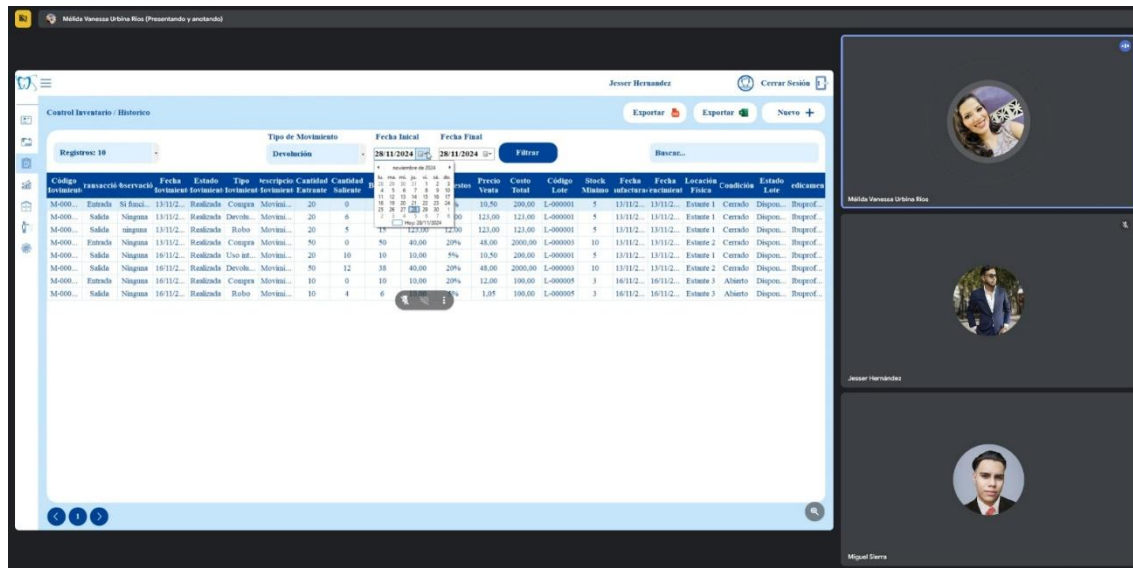 Mélida Vanessa Urbina Rios (Presentando y anotando)
Jesser Hernandez
Cerrar Sesión
Control Inventario / Historico
Exportar
Exportar
Nuevo +
Tipo de Movimiento
Fecha Inical
Fecha Final
Registros: 10
Devolución
28/11/2024
28/11/2024
Filtrar
Buscar...
noviembre de 2024
Hoy: 28/11/2024
Código Fecha Estado Tipo Cantidad Cantidad Precio Costo Código Stock Fecha Fecha Locación Condición Estado
Entrante Saliente Venta Total Lote Mínimo Física Lote
M-000... Entrada Si funci... 13/11/2... Realizada Compra Movimi... 20 0 10,50 200,00 L-000001 5 13/11/2... 13/11/2... Estante 1 Cerrado Dispon... Ibuprof...
M-000... Salida Ninguna 13/11/2... Realizada Devolu... Movimi... 20 6 123,00 123,00 L-000001 5 13/11/2... 13/11/2... Estante 1 Cerrado Dispon... Ibuprof...
M-000... Salida ninguna 13/11/2... Realizada Robo Movimi... 20 5 15 123,00 12,00 123,00 123,00 L-000001 5 13/11/2... 13/11/2... Estante 1 Cerrado Dispon... Ibuprof...
M-000... Entrada Ninguna 13/11/2... Realizada Compra Movimi... 50 0 50 40,00 20% 48,00 2000,00 L-000003 10 13/11/2... 13/11/2... Estante 2 Cerrado Dispon... Ibuprof...
M-000... Salida Ninguna 16/11/2... Realizada Uso int... Movimi... 20 10 10 10,00 5% 10,50 200,00 L-000001 5 13/11/2... 13/11/2... Estante 1 Cerrado Dispon... Ibuprof...
M-000... Salida Ninguna 16/11/2... Realizada Devolu... Movimi... 50 12 38 40,00 20% 48,00 2000,00 L-000003 10 13/11/2... 13/11/2... Estante 2 Cerrado Dispon... Ibuprof...
M-000... Entrada Ninguna 16/11/2... Realizada Compra Movimi... 10 0 10 10,00 20% 12,00 100,00 L-000005 3 16/11/2... 16/11/2... Estante 3 Abierto Dispon... Ibuprof...
M-000... Salida Ninguna 16/11/2... Realizada Robo Movimi... 10 4 6 1,05 100,00 L-000005 3 16/11/2... 16/11/2... Estante 3 Abierto Dispon... Ibuprof...
1
Mélida Vanessa Urbina Rios
Jesser Hernández
Miguel Sierra